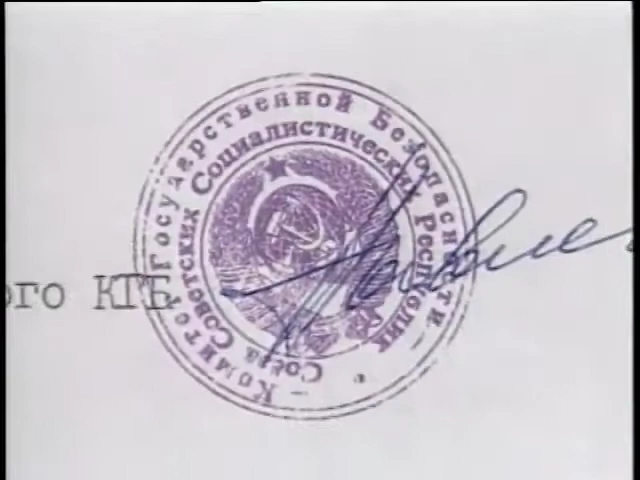 – Комитет Государственной Безопасности –
Союза Советских Социалистических Республик
ого КГБ